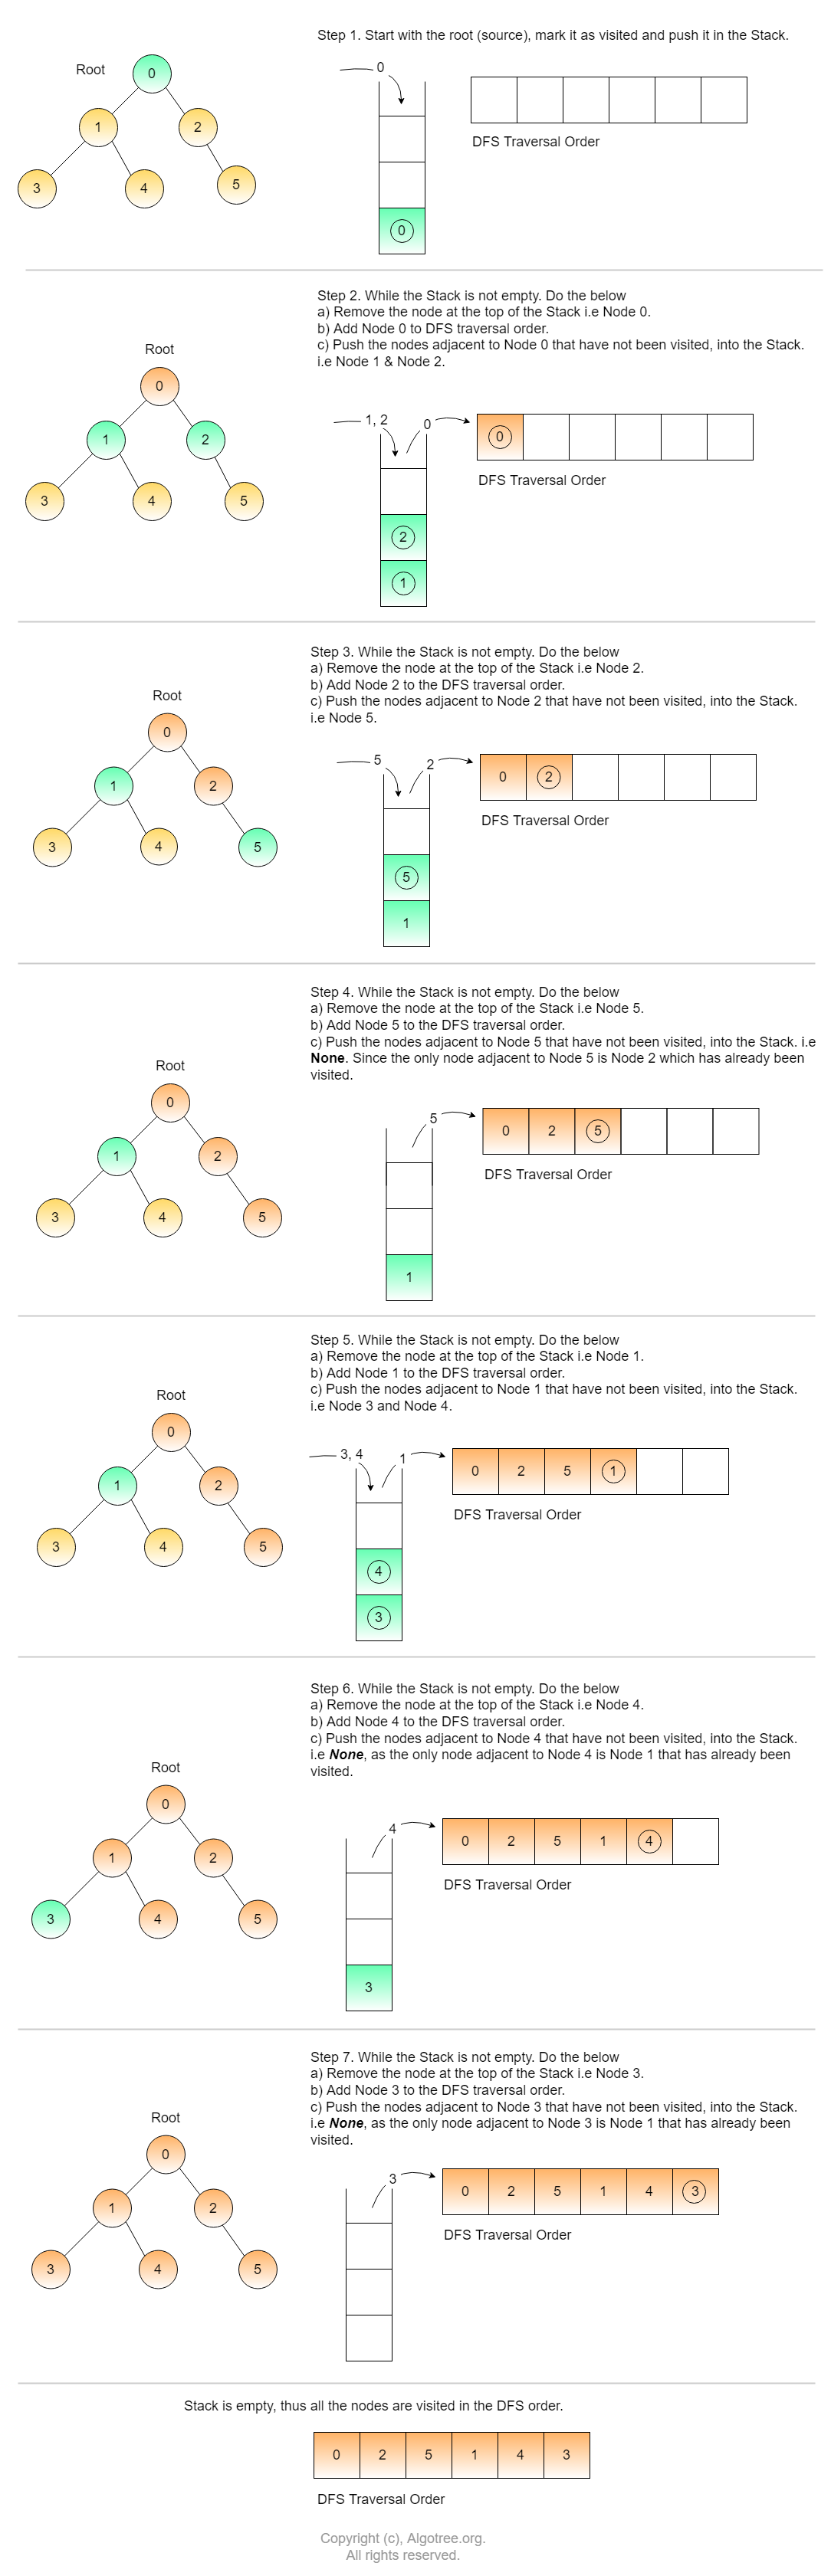 Step 1. Start with the root (source), mark it as visited and push it in the Stack.
Root
0
0
1
2
3
4
5
0
DFS Traversal Order
Step 2. While the Stack is not empty. Do the below
a) Remove the node at the top of the Stack i.e Node 0.
b) Add Node 0 to DFS traversal order.
c) Push the nodes adjacent to Node 0 that have not been visited, into the Stack.
i.e Node 1 & Node 2.
Root
0
1
2
3
4
5
1, 2
0
0
2
1
DFS Traversal Order
Step 3. While the Stack is not empty. Do the below
a) Remove the node at the top of the Stack i.e Node 2.
b) Add Node 2 to the DFS traversal order.
c) Push the nodes adjacent to Node 2 that have not been visited, into the Stack.
i.e Node 5.
Root
0
1
2
3
4
5
5
2
0 2
5
1
DFS Traversal Order
Step 4. While the Stack is not empty. Do the below
a) Remove the node at the top of the Stack i.e Node 5.
b) Add Node 5 to the DFS traversal order.
c) Push the nodes adjacent to Node 5 that have not been visited, into the Stack. i.e
None. Since the only node adjacent to Node 5 is Node 2 which has already been
visited.
Root
0
1
2
3
4
5
5
0 2 5
1
DFS Traversal Order
Step 5. While the Stack is not empty. Do the below
a) Remove the node at the top of the Stack i.e Node 1.
b) Add Node 1 to the DFS traversal order.
c) Push the nodes adjacent to Node 1 that have not been visited, into the Stack.
i.e Node 3 and Node 4.
Root
0
1
2
3
4
5
3, 4
1
0 2 5 1
4
3
DFS Traversal Order
Step 6. While the Stack is not empty. Do the below
a) Remove the node at the top of the Stack i.e Node 4.
b) Add Node 4 to the DFS traversal order.
c) Push the nodes adjacent to Node 4 that have not been visited, into the Stack.
i.e None, as the only node adjacent to Node 4 is Node 1 that has already been
visited.
Root
0
1
2
3
4
5
4
0 2 5 1 4
3
DFS Traversal Order
Step 7. While the Stack is not empty. Do the below
a) Remove the node at the top of the Stack i.e Node 3.
b) Add Node 3 to the DFS traversal order.
c) Push the nodes adjacent to Node 3 that have not been visited, into the Stack.
i.e None, as the only node adjacent to Node 3 is Node 1 that has already been
visited.
Root
0
1
2
3
4
5
3
0 2 5 1 4 3
DFS Traversal Order
Stack is empty, thus all the nodes are visited in the DFS order.
0 2 5 1 4 3
DFS Traversal Order
Copyright (c), Algotree.org.
All rights reserved.